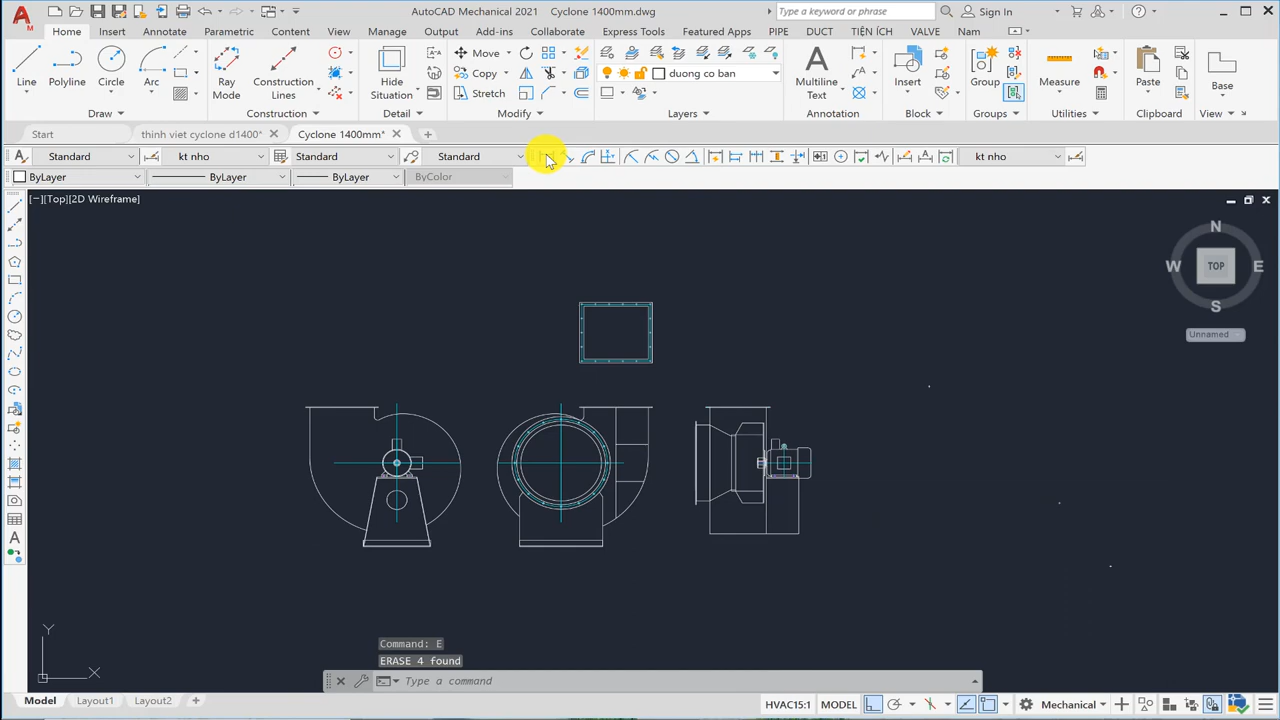 AutoCAD Mechanical 2021 Cyclone 1400mm.dwg Type a keyword or phrase Sign In
Home Insert Annotate Parametric View Manage Output Add-ins Collaborate Express Tools Featured Apps PIPE DUCT TIỆN ÍCH VALVE Nam
Line Polyline Circle Arc Ray Mode Construction Lines Hide Situation Move Copy Stretch duong co ban Multiline Text Insert Group Measure Paste Base
Draw Construction Detail Modify Layers Annotation Block Groups Utilities Clipboard View
Start thinh viet cyclone d1400* Cyclone 1400mm*
Standard kt nho Standard Standard kt nho
ByLayer ByLayer ByLayer ByColor
[−][Top][2D Wireframe]
N
W TOP E
S
Unnamed
Y
X
Command: E
ERASE 4 found
Type a command
Model Layout1 Layout2 HVAC15:1 MODEL Mechanical